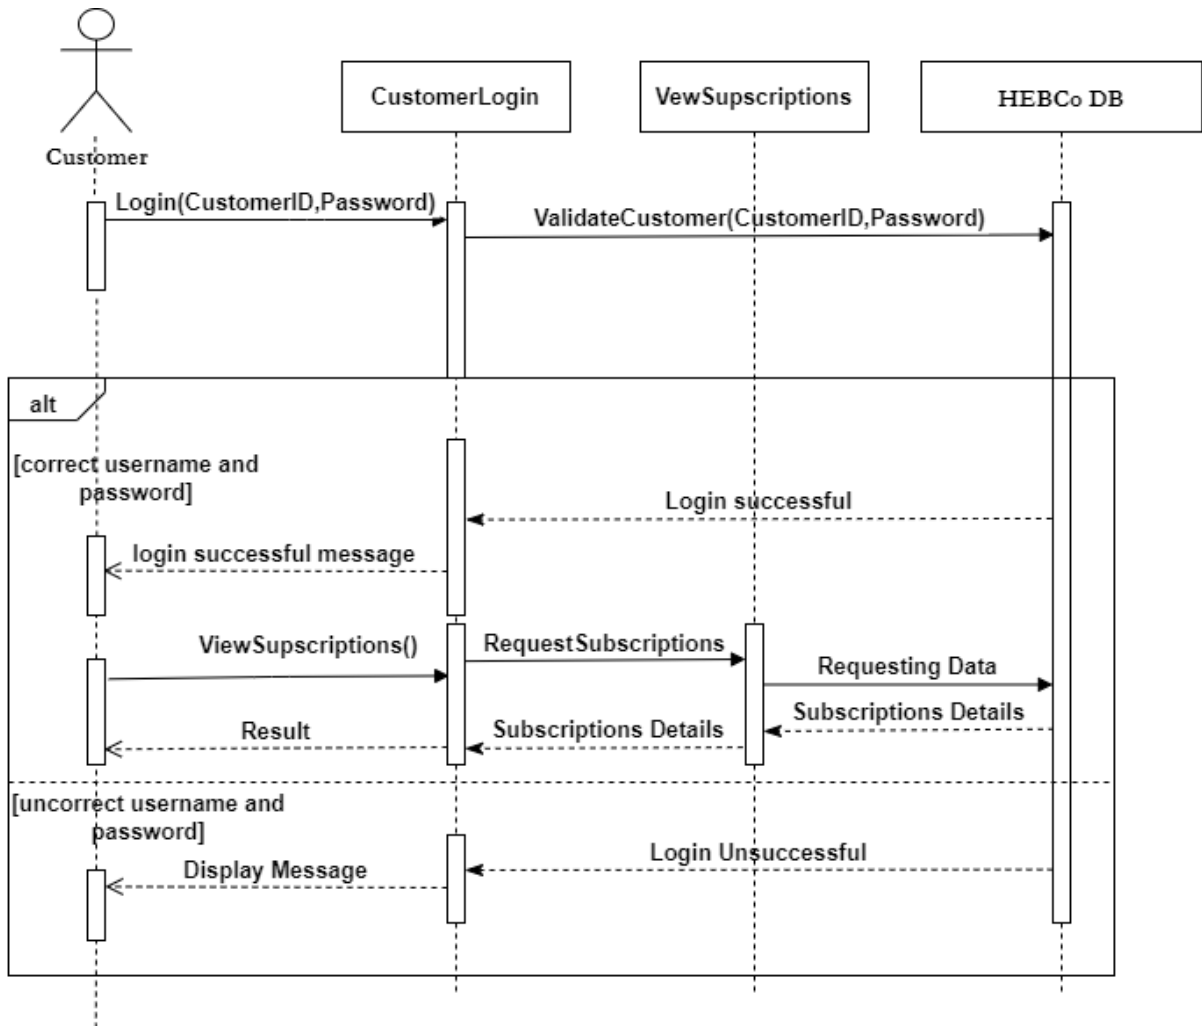 CustomerLogin
VewSupscriptions
HEBCo DB
Customer
Login(CustomerID,Password)
ValidateCustomer(CustomerID,Password)
alt
[correct username and
password]
Login successful
login successful message
ViewSupscriptions()
RequestSubscriptions
Requesting Data
Subscriptions Details
Subscriptions Details
Result
[uncorrect username and
password]
Login Unsuccessful
Display Message